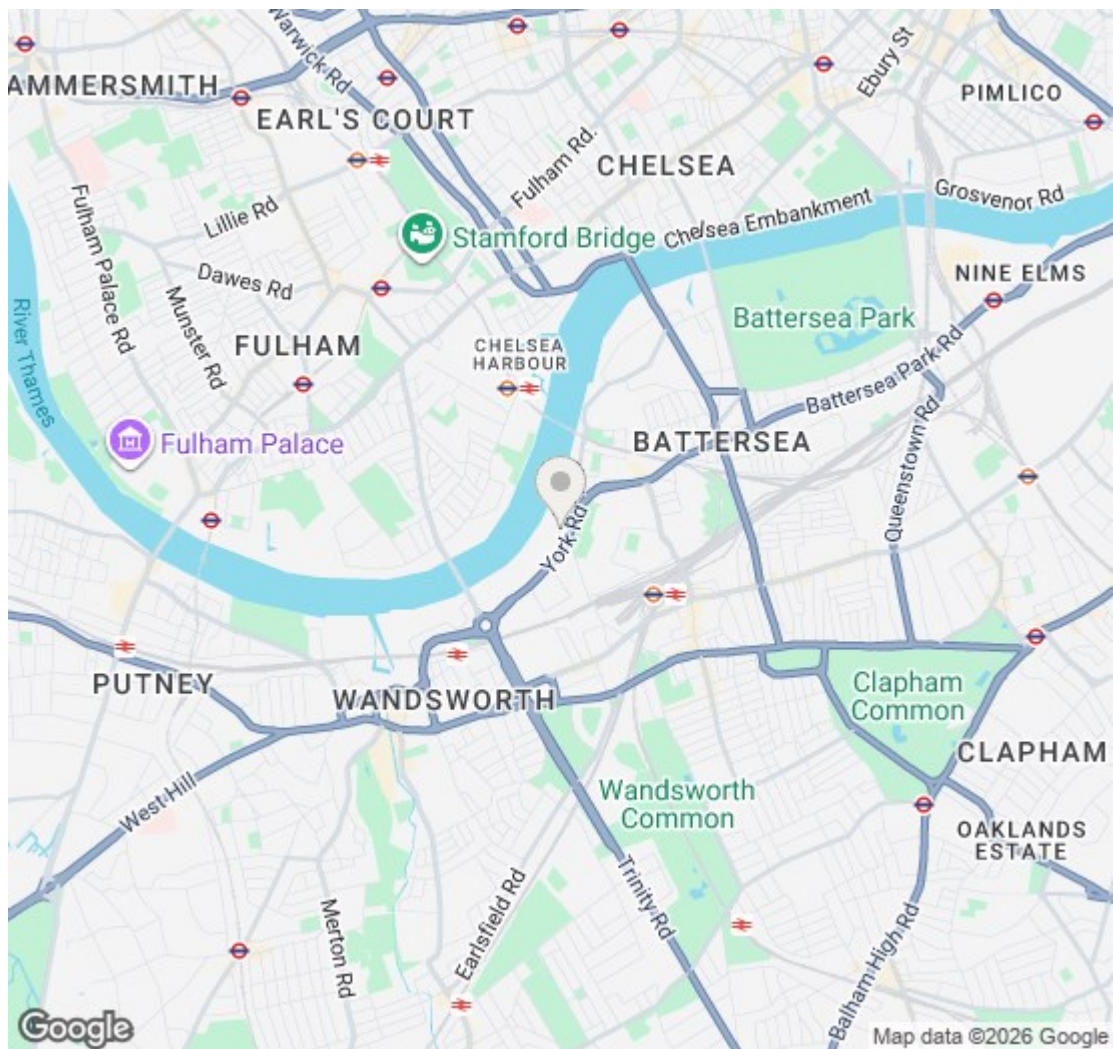 Warwick Rd
Ebury St
AMMERSMITH
PIMLICO
EARL'S COURT
Fulham Rd.
CHELSEA
Fulham Palace Rd
Lillie Rd
Grosvenor Rd
Chelsea Embankment
Stamford Bridge
Dawes Rd
NINE ELMS
Munster Rd
River Thames
Battersea Park
FULHAM
CHELSEA
HARBOUR
Battersea Park Rd
Fulham Palace
BATTERSEA
Queenstown Rd
York Rd
PUTNEY
WANDSWORTH
Clapham
Common
CLAPHAM
West Hill
Wandsworth
Common
OAKLANDS
ESTATE
Trinity Rd
Merton Rd
Earlsfield Rd
Balham High Rd
Google
Map data ©2026 Google